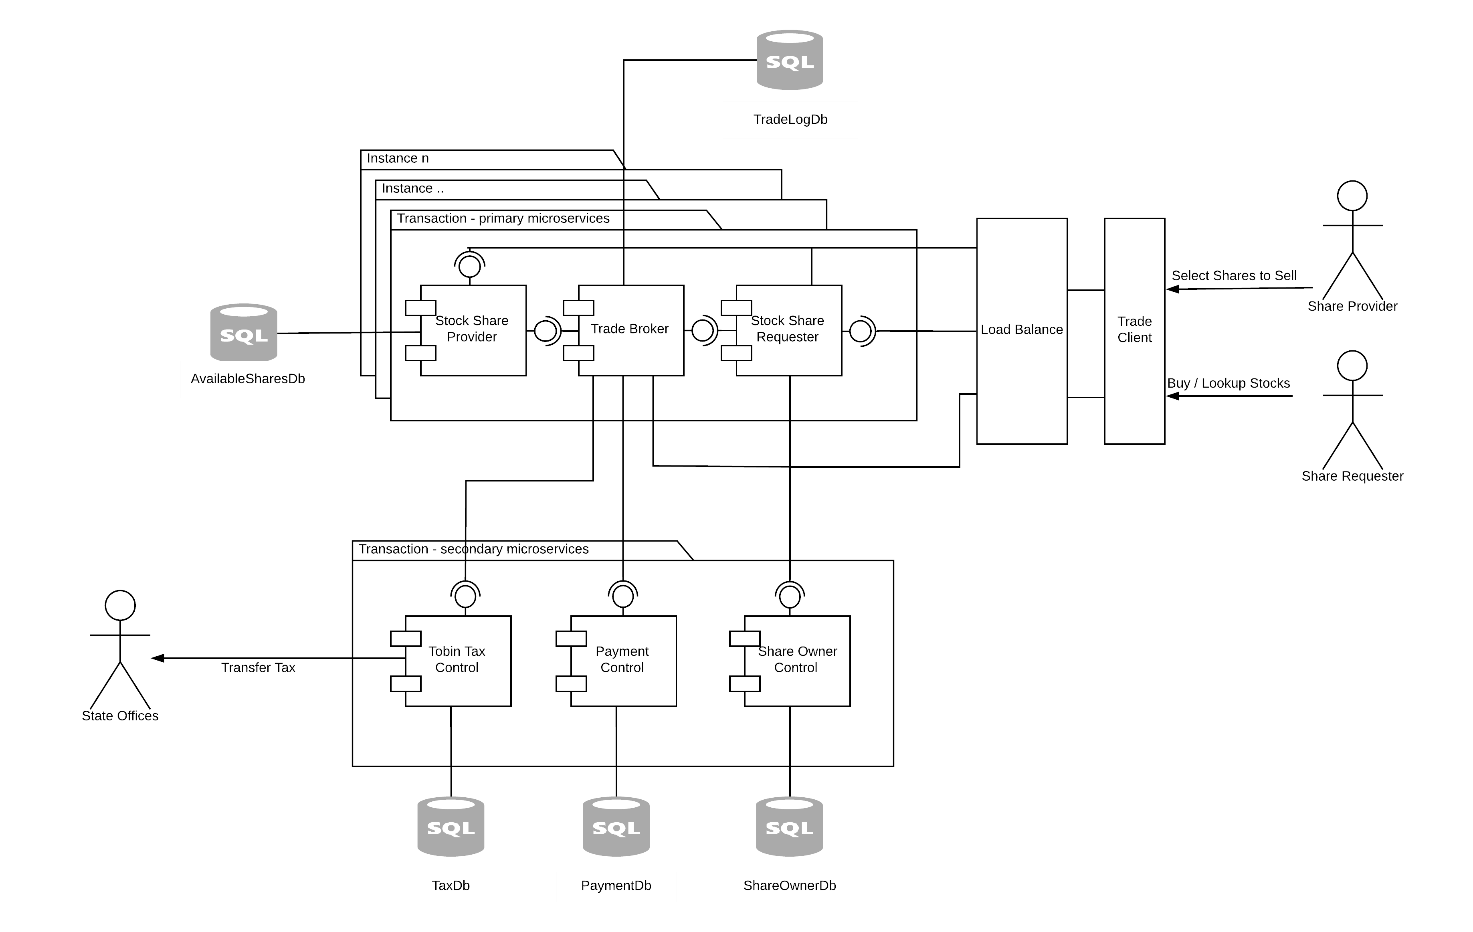 SQL
TradeLogDb
Instance n
Instance ..
Transaction - primary microservices
Stock Share
Provider
Trade Broker
Stock Share
Requester
Load Balance
Trade
Client
Select Shares to Sell
Share Provider
Buy / Lookup Stocks
Share Requester
SQL
AvailableSharesDb
Transaction - secondary microservices
Tobin Tax
Control
Payment
Control
Share Owner
Control
Transfer Tax
State Offices
SQL
TaxDb
SQL
PaymentDb
SQL
ShareOwnerDb